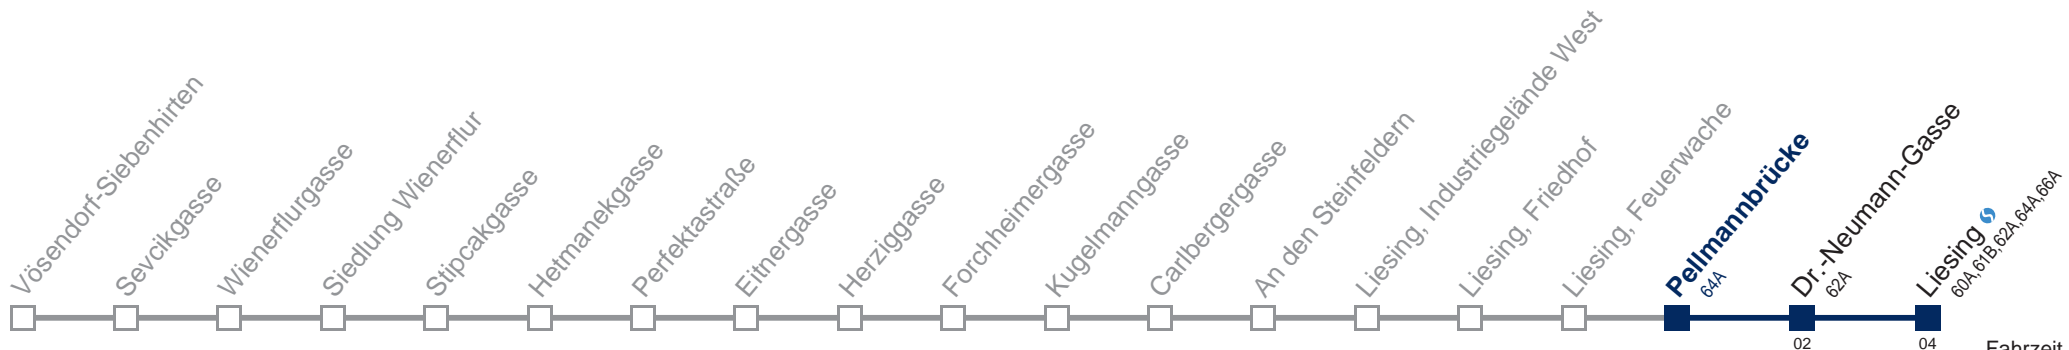 Vösendorf-Siebenhirten
Sevcikgasse
Wienerflurgasse
Siedlung Wienerflur
Stipcakgasse
Hetmanekgasse
Perfektastraße
Eitnergasse
Herziggasse
Forchheimergasse
Kugelmanngasse
Carlbergergasse
An den Steinfeldern
Liesing, Industriegelände West
Liesing, Friedhof
Liesing, Feuerwache
Pellmannbrücke
64A
Dr.-Neumann-Gasse
62A
Liesing
60A,61B,62A,64A,66A
02
04
Fahrzeit